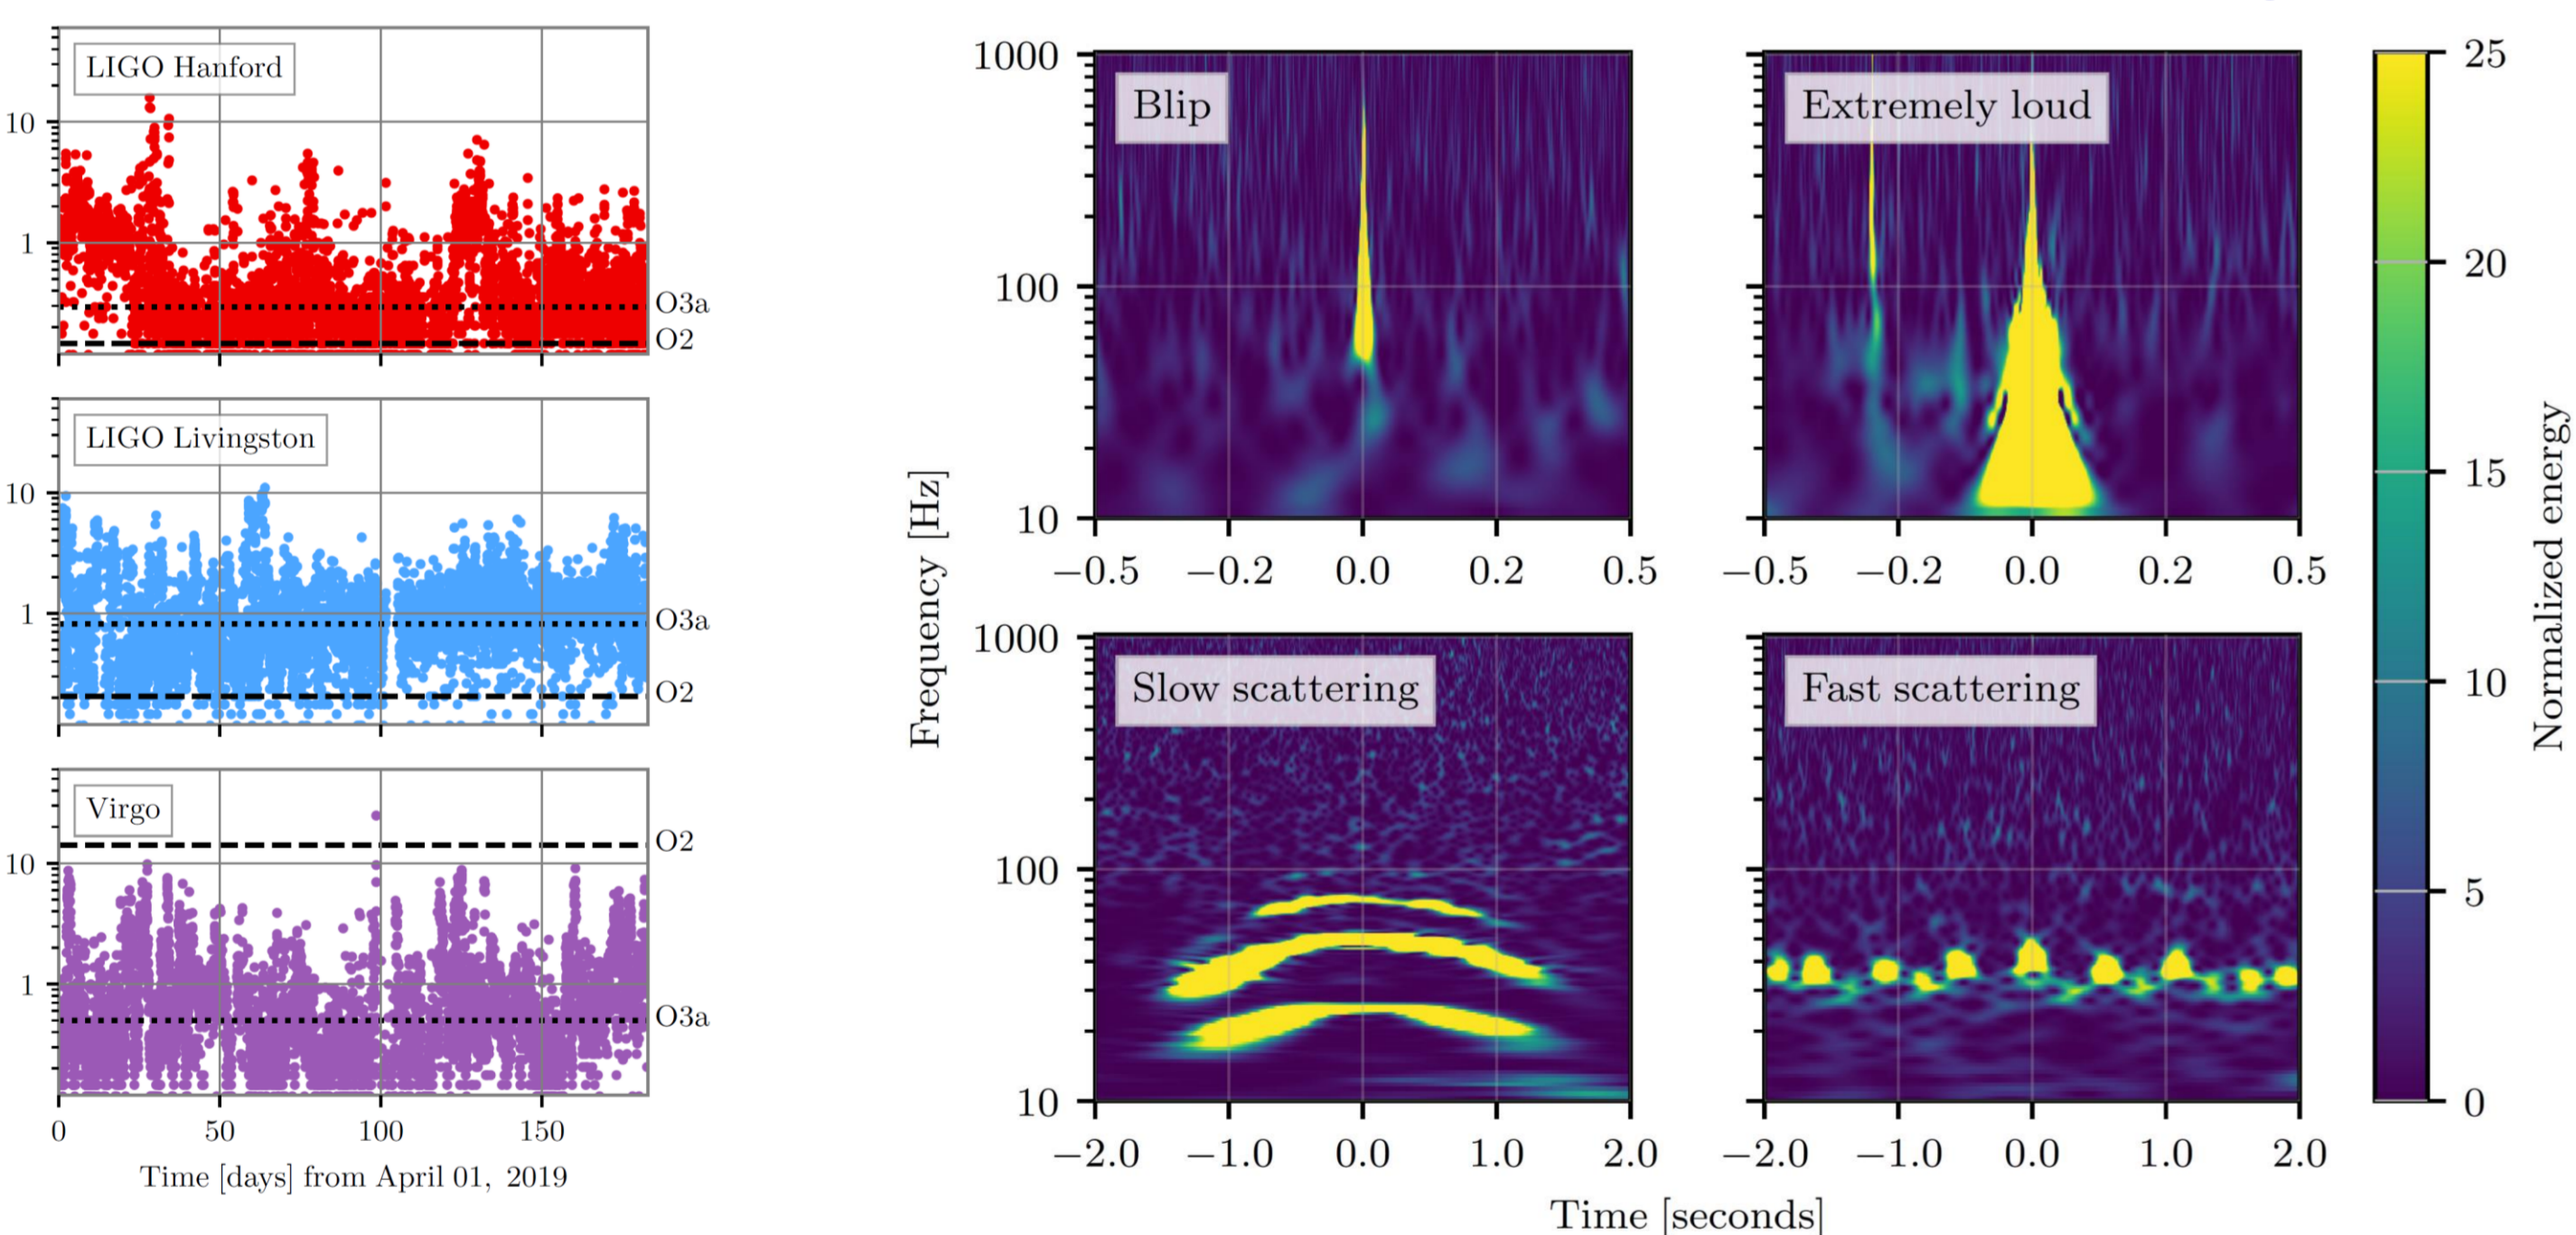 LIGO Hanford
10
1
O3a
O2
LIGO Livingston
10
1
O3a
O2
Virgo
O2
10
1
O3a
0 50 100 150
Time [days] from April 01, 2019
Frequency [Hz]
1000
100
10
Blip
−0.5 −0.2 0.0 0.2 0.5
Extremely loud
−0.5 −0.2 0.0 0.2 0.5
1000
100
10
Slow scattering
−2.0 −1.0 0.0 1.0 2.0
Fast scattering
−2.0 −1.0 0.0 1.0 2.0
Time [seconds]
25
20
15
10
5
0
Normalized energy